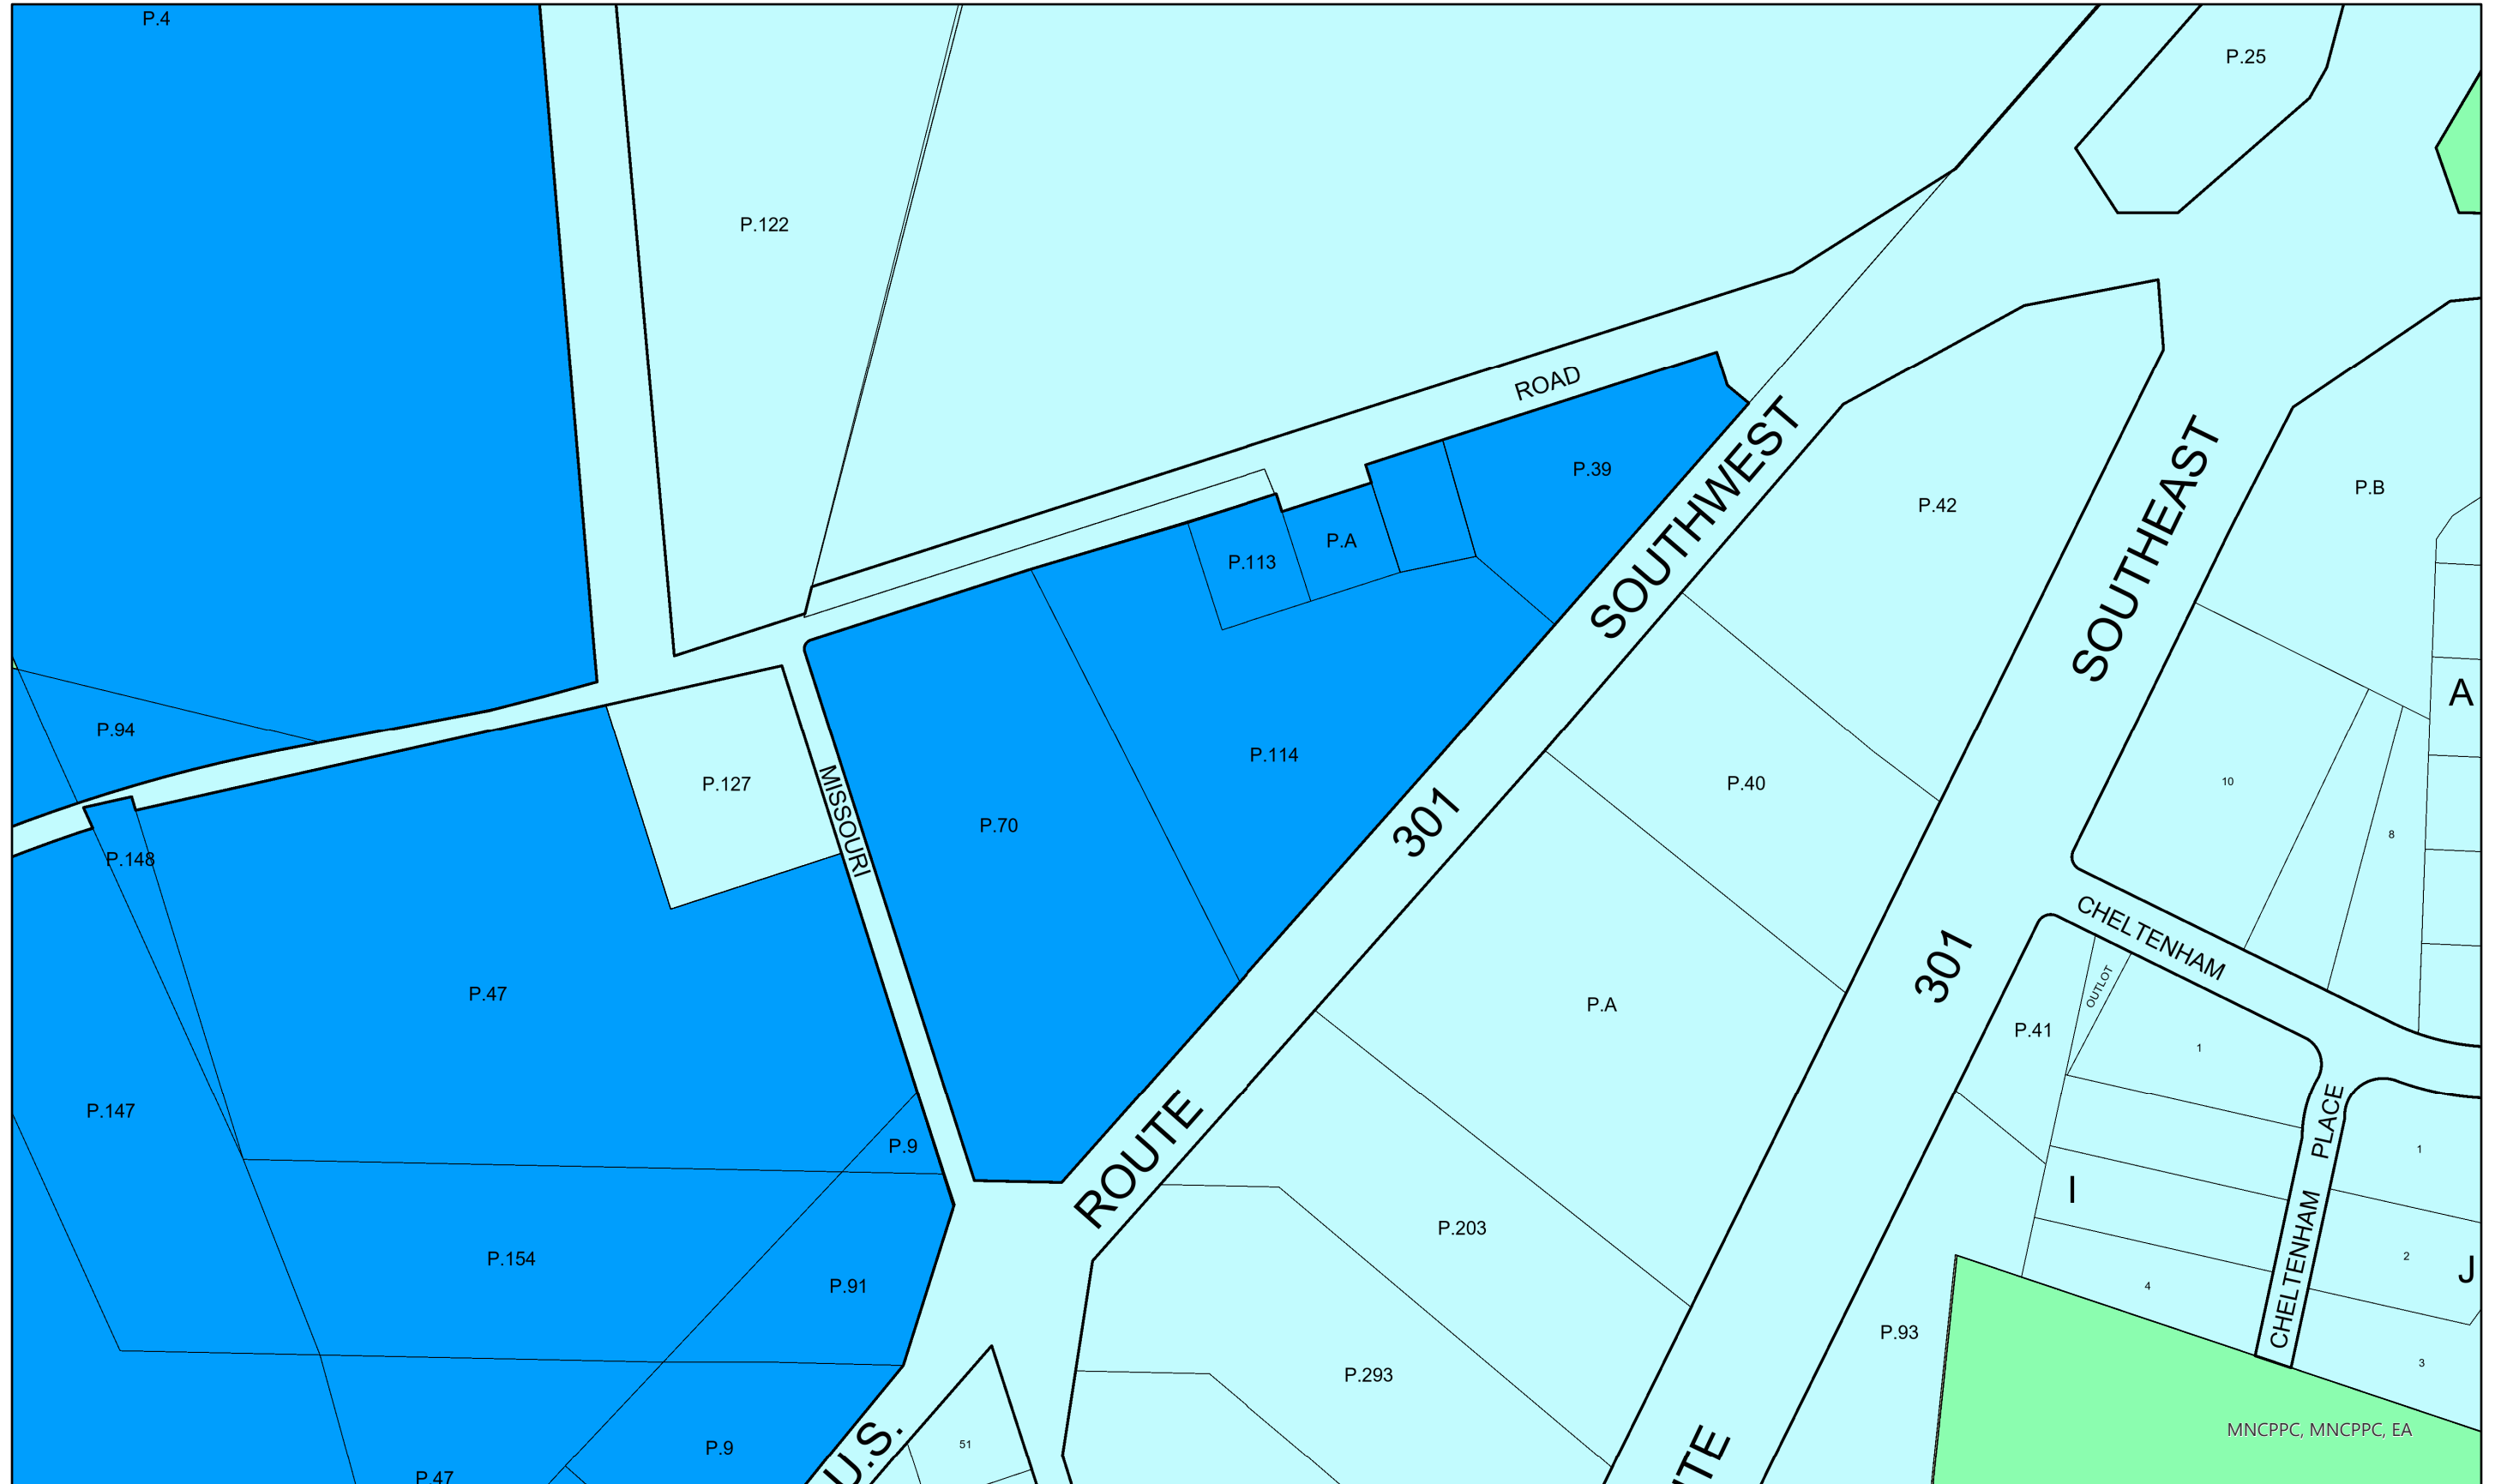 P.4
P.25
P.122
ROAD
P.39
SOUTHWEST
P.42
SOUTHEAST
P.B
P.A
P.113
A
P.94
P.127
MISSOURI
P.114
P.40
10
P.70
301
8
P.148
CHELTENHAM
301
OUTLOT
P.47
P.A
P.41
1
P.147
P.9
ROUTE
CHELTENHAM PLACE
1
I
P.203
P.154
P.91
4
2
J
P.93
3
P.293
MNCPPC, MNCPPC, EA
P.9
U.S.
51
P.47
TE